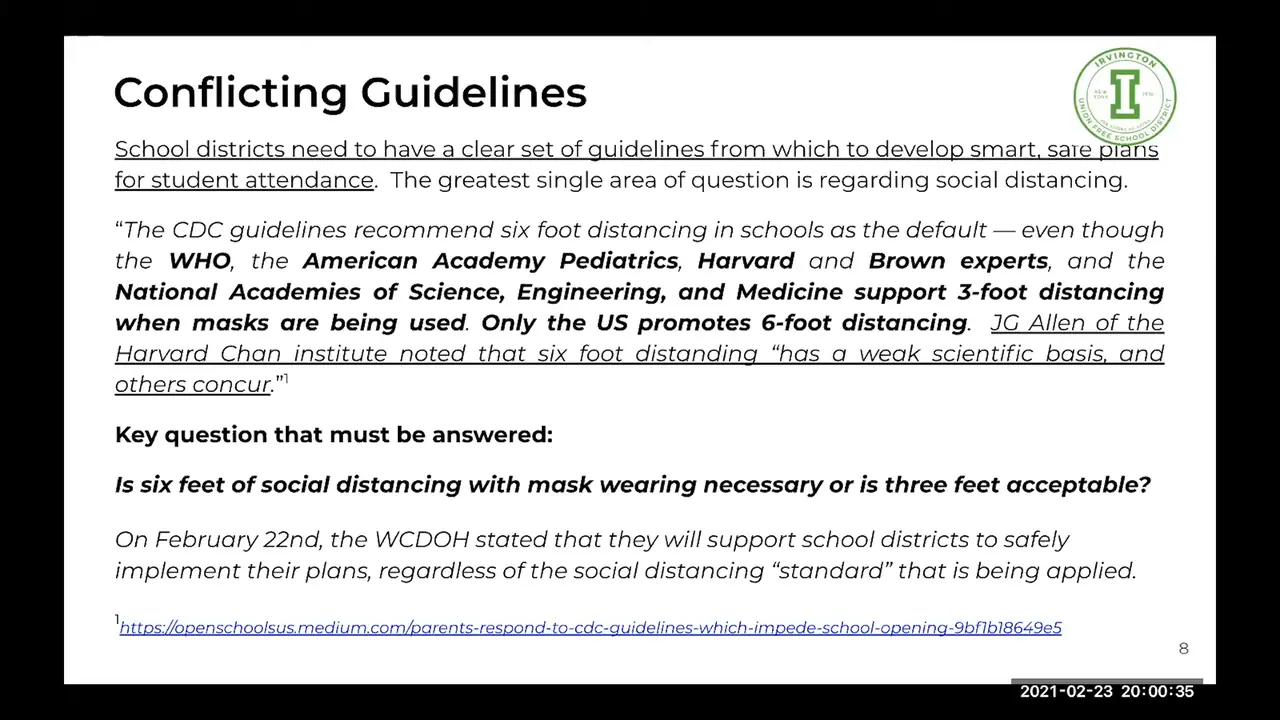 Conflicting Guidelines
IRVINGTON
NEW YORK
UNION FREE SCHOOL DISTRICT
School districts need to have a clear set of guidelines from which to develop smart, safe plans
for student attendance.  The greatest single area of question is regarding social distancing.
“The CDC guidelines recommend six foot distancing in schools as the default — even though
the WHO, the American Academy Pediatrics, Harvard and Brown experts, and the
National Academies of Science, Engineering, and Medicine support 3-foot distancing
when masks are being used. Only the US promotes 6-foot distancing.  JG Allen of the
Harvard Chan institute noted that six foot distanding “has a weak scientific basis, and
others concur.”1
Key question that must be answered:
Is six feet of social distancing with mask wearing necessary or is three feet acceptable?
On February 22nd, the WCDOH stated that they will support school districts to safely
implement their plans, regardless of the social distancing “standard” that is being applied.
1https://openschoolsus.medium.com/parents-respond-to-cdc-guidelines-which-impede-school-opening-9bf1b18649e5
8
2021-02-23 20:00:35